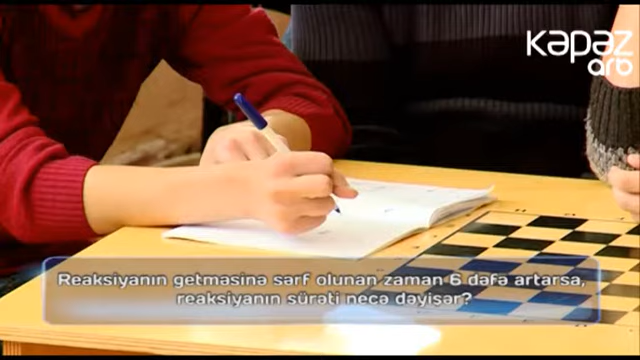 kəpəz
arb
Reaksiyanın getməsinə sərf olunan zaman 6 dəfə artarsa,
reaksiyanın sürəti necə dəyişər?